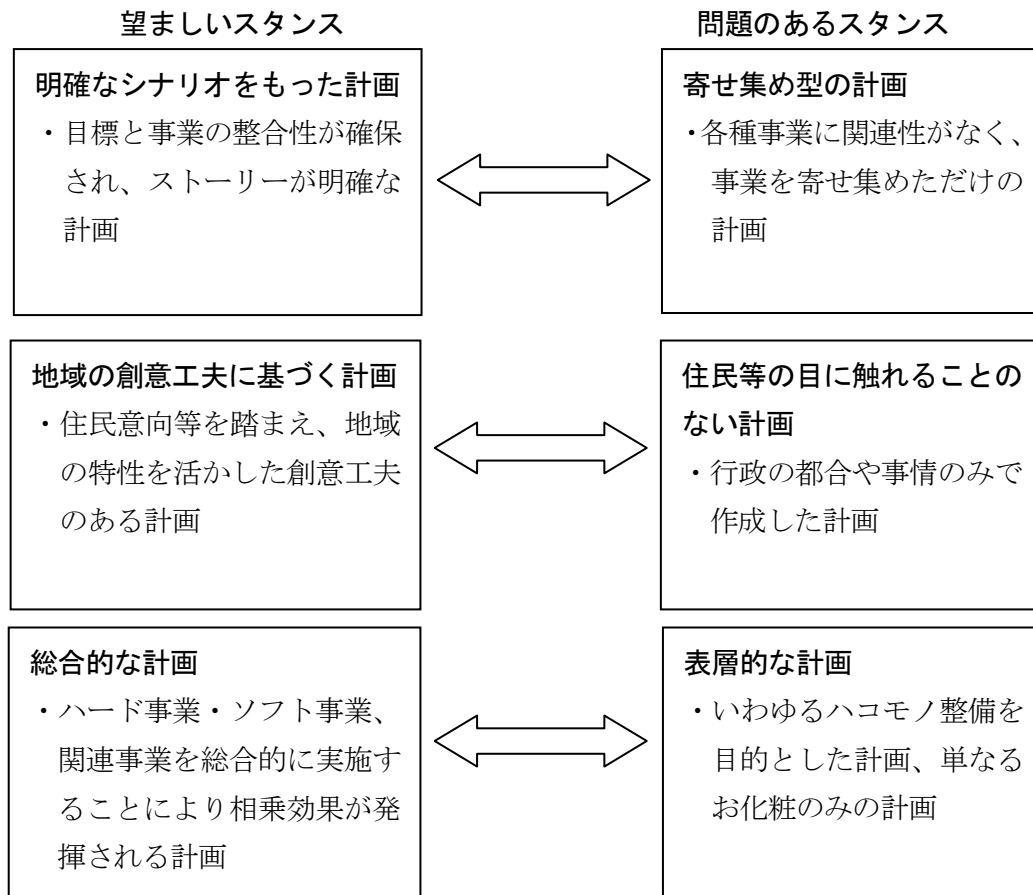 望ましいスタンス
問題のあるスタンス
明確なシナリオをもった計画
・目標と事業の整合性が確保
され、ストーリーが明確な
計画
寄せ集め型の計画
・各種事業に関連性がなく、
事業を寄せ集めただけの
計画
地域の創意工夫に基づく計画
・住民意向等を踏まえ、地域
の特性を活かした創意工夫
のある計画
住民等の目に触れることの
ない計画
・行政の都合や事情のみで
作成した計画
総合的な計画
・ハード事業・ソフト事業、
関連事業を総合的に実施す
ることにより相乗効果が発
揮される計画
表層的な計画
・いわゆるハコモノ整備を
目的とした計画、単なる
お化粧のみの計画